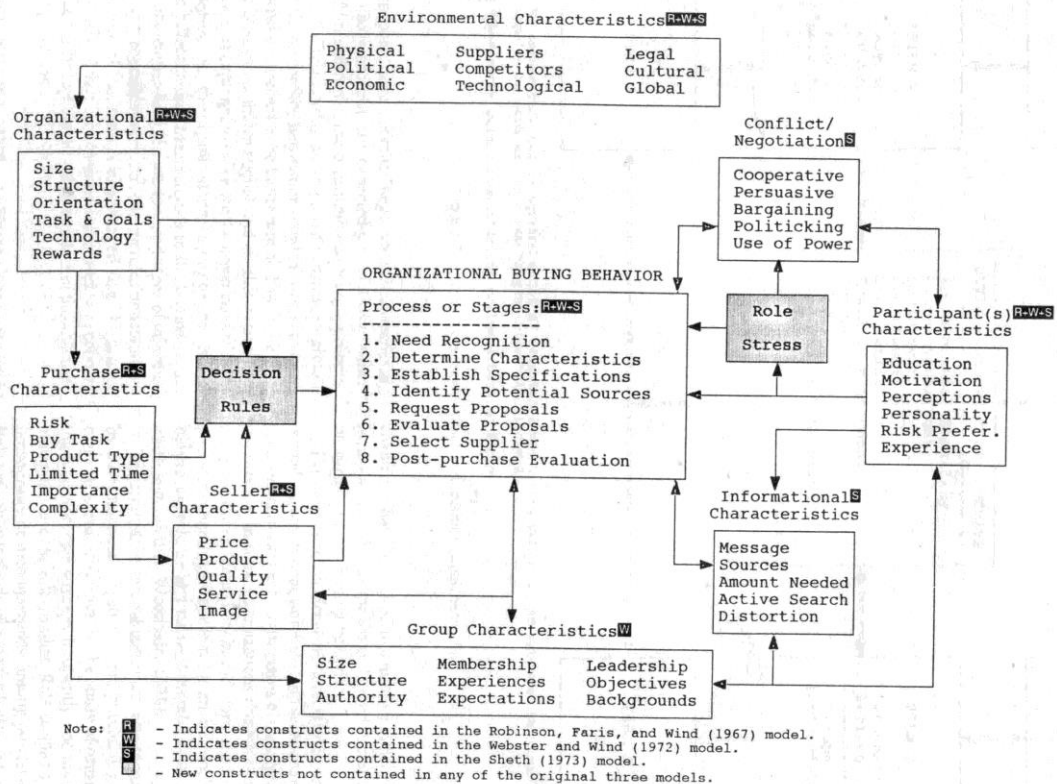 Environmental Characteristics R+W+S
Physical Suppliers Legal
Political Competitors Cultural
Economic Technological Global
Organizational R+W+S
Characteristics
Size
Structure
Orientation
Task & Goals
Technology
Rewards
Conflict/
Negotiation S
Cooperative
Persuasive
Bargaining
Politicking
Use of Power
ORGANIZATIONAL BUYING BEHAVIOR
Process or Stages: R+W+S
--------------------
1. Need Recognition
2. Determine Characteristics
3. Establish Specifications
4. Identify Potential Sources
5. Request Proposals
6. Evaluate Proposals
7. Select Supplier
8. Post-purchase Evaluation
Role
Stress
Participant(s) R+W+S
Characteristics
Education
Motivation
Perceptions
Personality
Risk Prefer.
Experience
Purchase R+S
Characteristics
Risk
Buy Task
Product Type
Limited Time
Importance
Complexity
Decision
Rules
Seller R+S
Characteristics
Price
Product
Quality
Service
Image
Informational S
Characteristics
Message
Sources
Amount Needed
Active Search
Distortion
Group Characteristics W
Size Membership Leadership
Structure Experiences Objectives
Authority Expectations Backgrounds
Note: R - Indicates constructs contained in the Robinson, Faris, and Wind (1967) model.
W - Indicates constructs contained in the Webster and Wind (1972) model.
S - Indicates constructs contained in the Sheth (1973) model.
- New constructs not contained in any of the original three models.